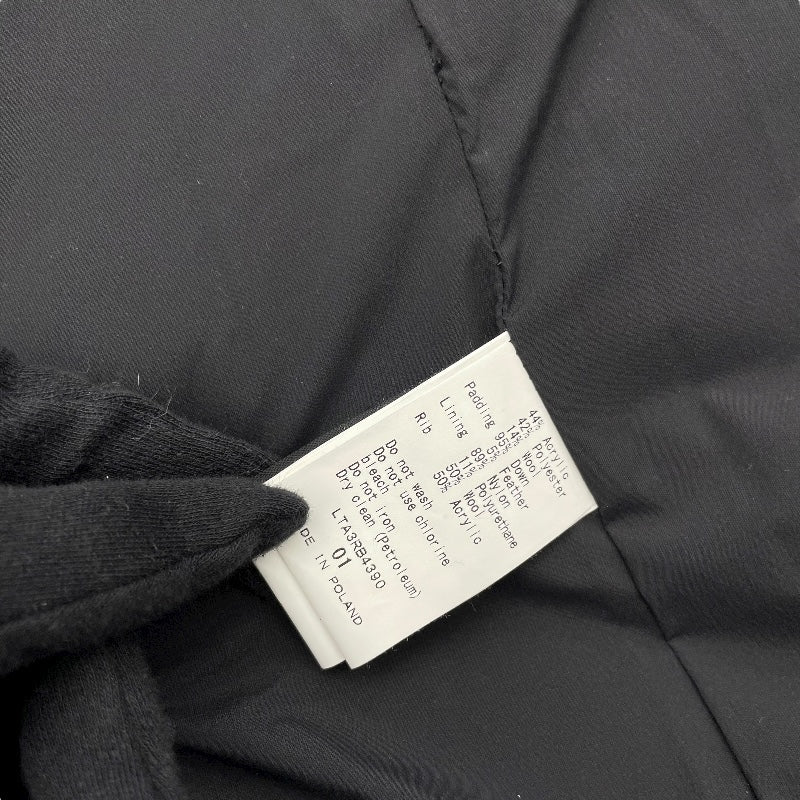 44% Acrylic
42% Polyester
14% Wool
Padding 95% Down
5% Feather
Lining 89% Nylon
11% Polyurethane
Rib 50% Wool
50% Acrylic
Do not wash
Do not use chlorine
bleach
Do not iron
Dry clean (Petroleum)
LTA3RB4390
01
DE IN POLAND